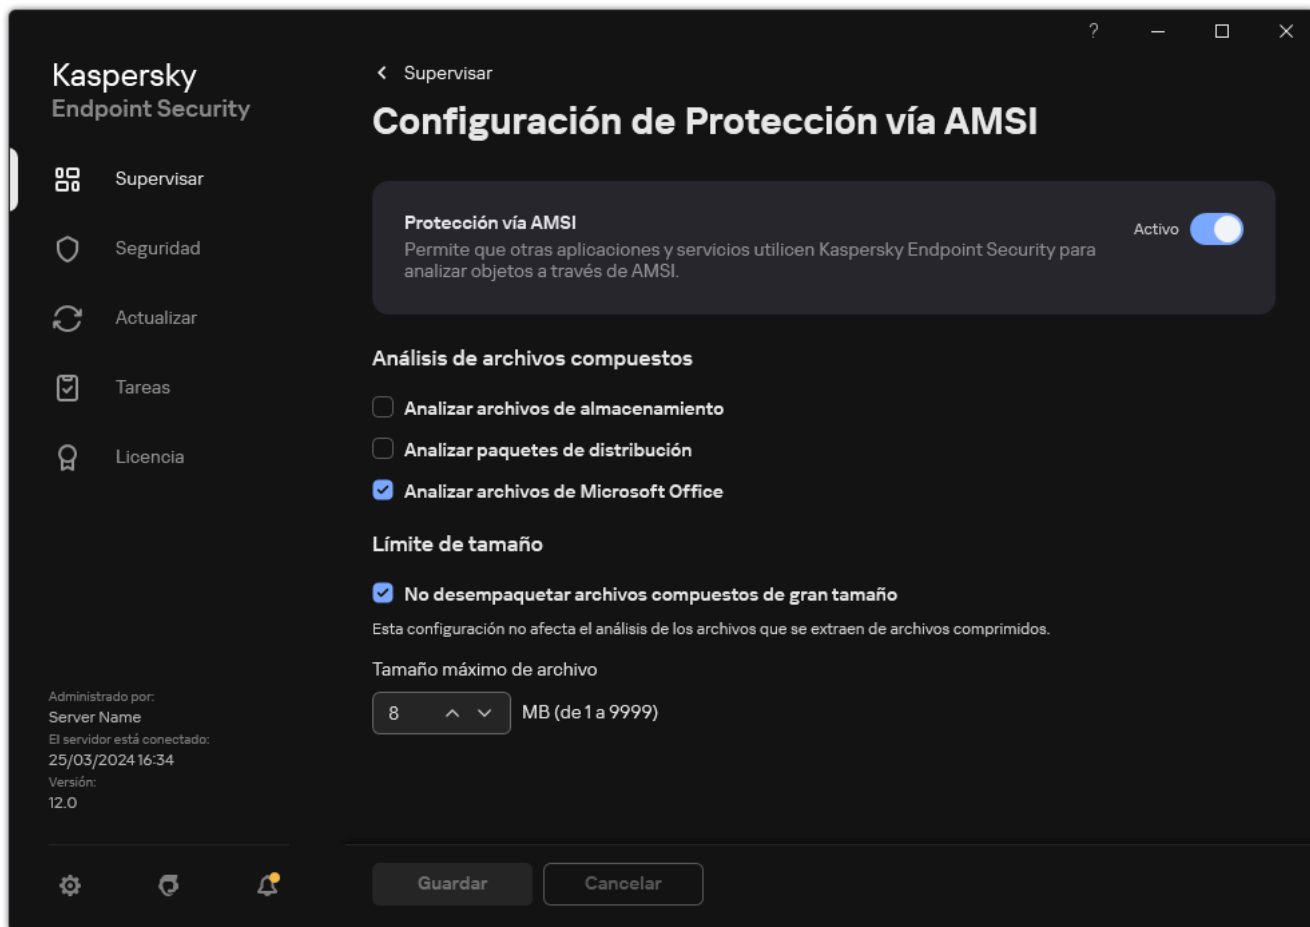 ?
Kaspersky
Endpoint Security
Supervisar
Seguridad
Actualizar
Tareas
Licencia
Administrado por:
Server Name
El servidor está conectado:
25/03/2024 16:34
Versión:
12.0
Supervisar
Configuración de Protección vía AMSI
Protección vía AMSI
Activo
Permite que otras aplicaciones y servicios utilicen Kaspersky Endpoint Security para
analizar objetos a través de AMSI.
Análisis de archivos compuestos
Analizar archivos de almacenamiento
Analizar paquetes de distribución
Analizar archivos de Microsoft Office
Límite de tamaño
No desempaquetar archivos compuestos de gran tamaño
Esta configuración no afecta el análisis de los archivos que se extraen de archivos comprimidos.
Tamaño máximo de archivo
8 MB (de 1 a 9999)
Guardar Cancelar